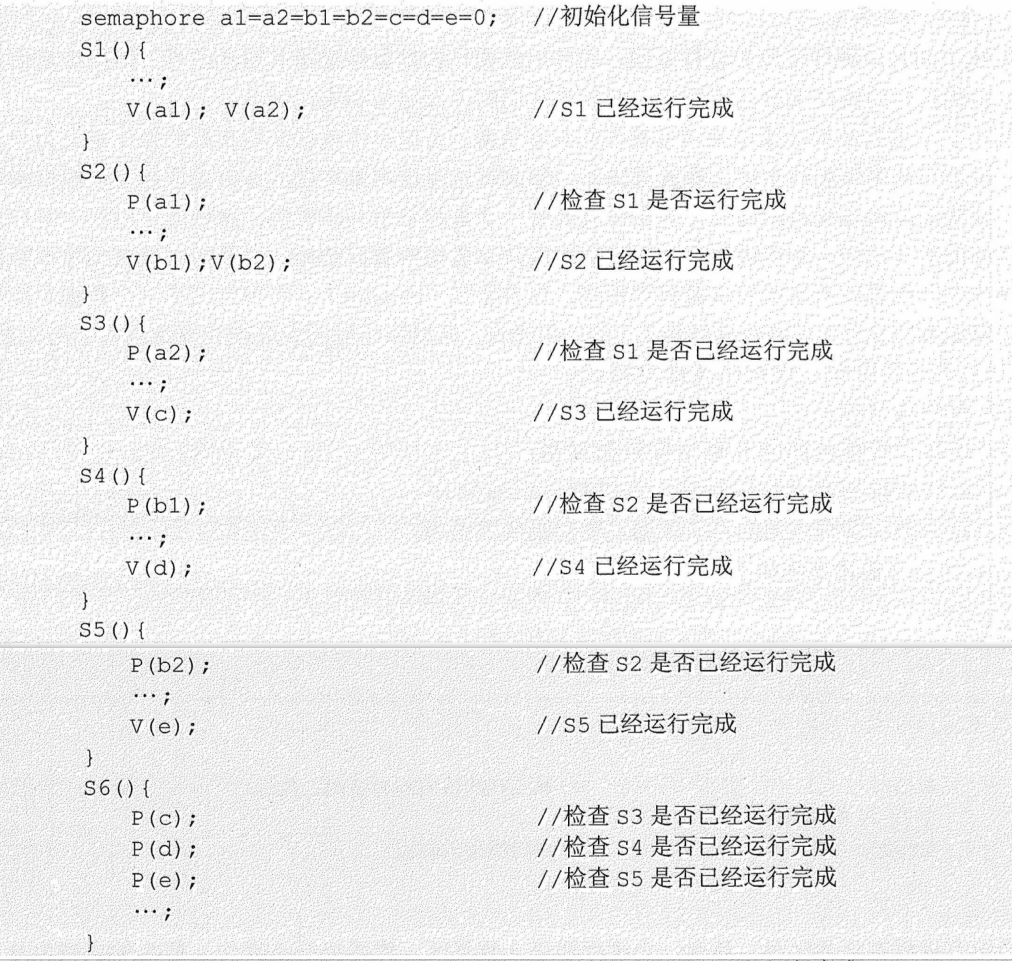 semaphore a1=a2=b1=b2=c=d=e=0; //初始化信号量
S1(){
···;
V(a1); V(a2); //S1 已经运行完成
}
S2(){
P(a1); //检查 S1 是否运行完成
···;
V(b1);V(b2); //S2 已经运行完成
}
S3(){
P(a2); //检查 S1 是否已经运行完成
···;
V(c); //S3 已经运行完成
}
S4(){
P(b1); //检查 S2 是否已经运行完成
···;
V(d); //S4 已经运行完成
}
S5(){
P(b2); //检查 S2 是否已经运行完成
···;
V(e); //S5 已经运行完成
}
S6(){
P(c); //检查 S3 是否已经运行完成
P(d); //检查 S4 是否已经运行完成
P(e); //检查 S5 是否已经运行完成
···;
}